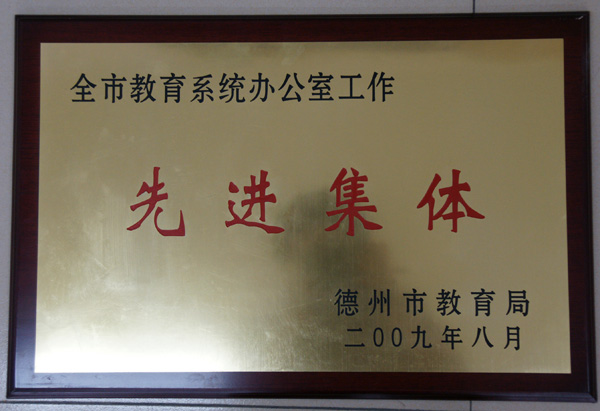 全市教育系统办公室工作
先进集体
德州市教育局
二00九年八月